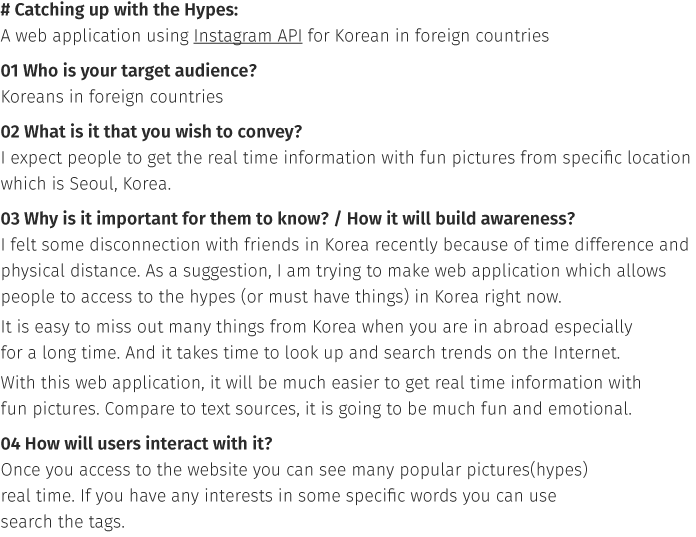 # Catching up with the Hypes:
A web application using Instagram API for Korean in foreign countries
01 Who is your target audience?
Koreans in foreign countries
02 What is it that you wish to convey?
I expect people to get the real time information with fun pictures from specific location
which is Seoul, Korea.
03 Why is it important for them to know? / How it will build awareness?
I felt some disconnection with friends in Korea recently because of time difference and
physical distance. As a suggestion, I am trying to make web application which allows
people to access to the hypes (or must have things) in Korea right now.
It is easy to miss out many things from Korea when you are in abroad especially
for a long time. And it takes time to look up and search trends on the Internet.
With this web application, it will be much easier to get real time information with
fun pictures. Compare to text sources, it is going to be much fun and emotional.
04 How will users interact with it?
Once you access to the website you can see many popular pictures(hypes)
real time. If you have any interests in some specific words you can use
search the tags.